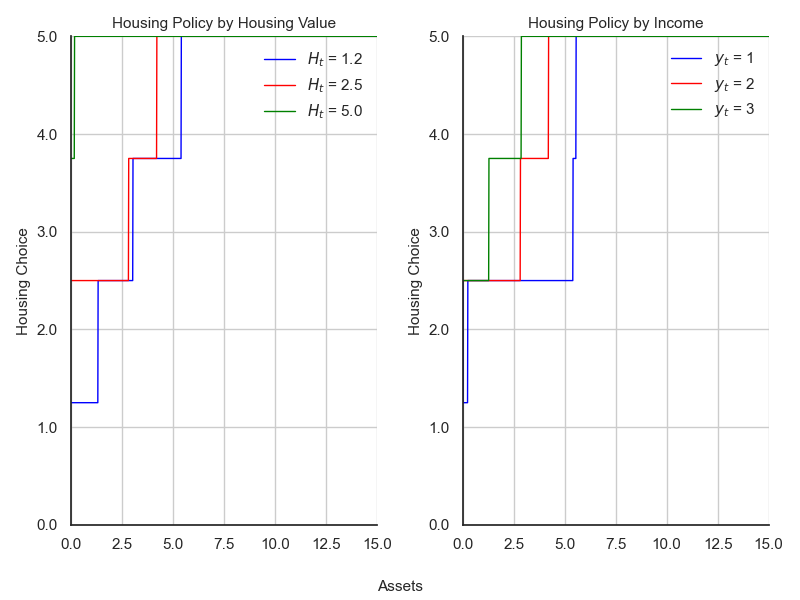 Housing Policy by Housing Value
Housing Choice
5.0
4.0
3.0
2.0
1.0
0.0
0.0 2.5 5.0 7.5 10.0 12.5 15.0
H_t = 1.2
H_t = 2.5
H_t = 5.0
Housing Policy by Income
Housing Choice
5.0
4.0
3.0
2.0
1.0
0.0
0.0 2.5 5.0 7.5 10.0 12.5 15.0
y_t = 1
y_t = 2
y_t = 3
Assets